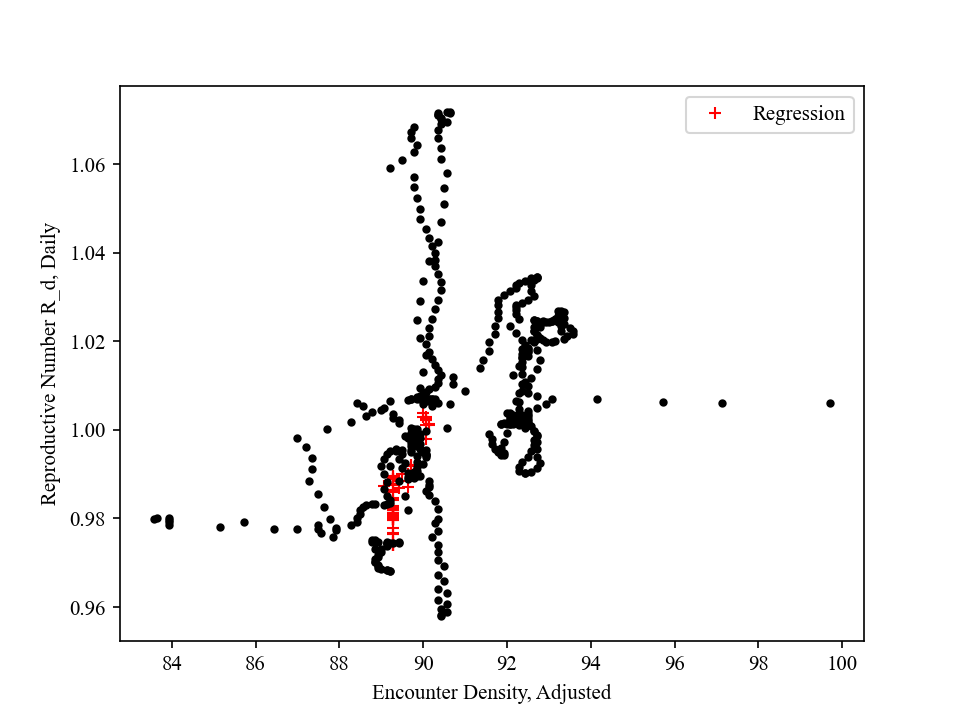 Regression
1.06
1.04
1.02
1.00
0.98
0.96
Reproductive Number R_d, Daily
84 86 88 90 92 94 96 98 100
Encounter Density, Adjusted